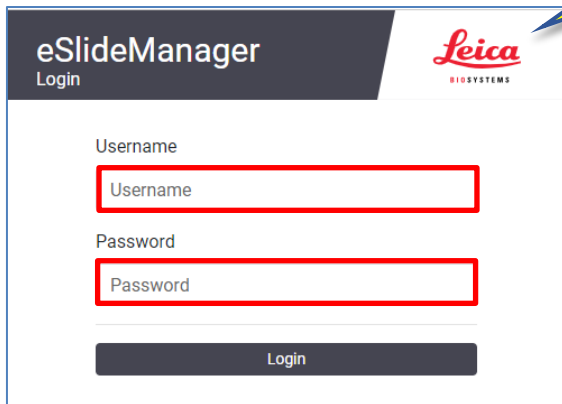 eSlideManager
Login
Leica
BIOSYSTEMS
Username
Username
Password
Password
Login